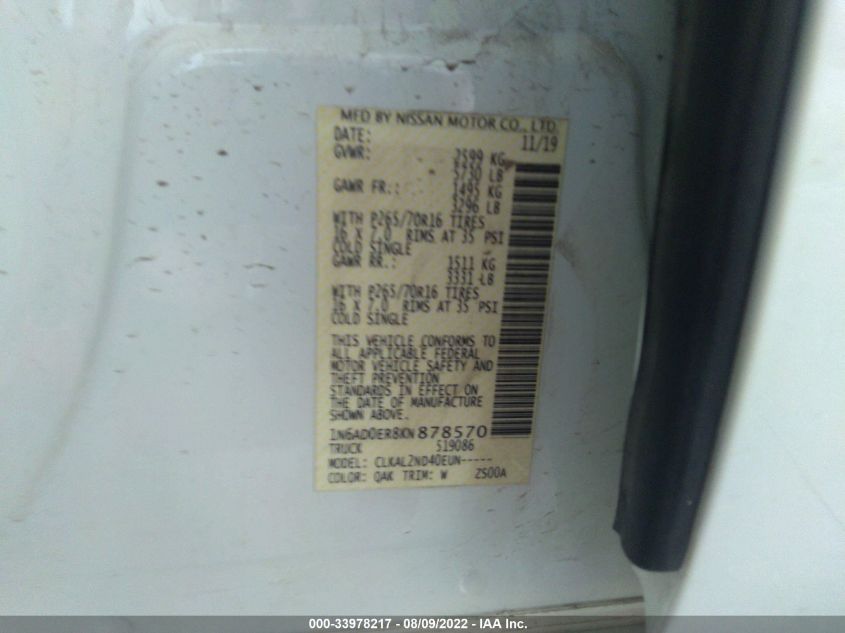 MFD BY NISSAN MOTOR CO., LTD.
DATE: 11/19
GVWR: 2599 KG
5730 LB
GAWR FR.: 1495 KG
3296 LB
WITH P265/70R16 TIRES
16 X 7.0 RIMS AT 35 PSI
COLD SINGLE
GAWR RR.: 1511 KG
3331 LB
WITH P265/70R16 TIRES
16 X 7.0 RIMS AT 35 PSI
COLD SINGLE
THIS VEHICLE CONFORMS TO
ALL APPLICABLE FEDERAL
MOTOR VEHICLE SAFETY AND
THEFT PREVENTION
STANDARDS IN EFFECT ON
THE DATE OF MANUFACTURE
SHOWN ABOVE.
1N6AD0ER8KN878570
TRUCK 519086
MODEL: CLKAL2ND40EUN-----
COLOR: QAK TRIM: W 2S00A
000-33978217 - 08/09/2022 - IAA Inc.